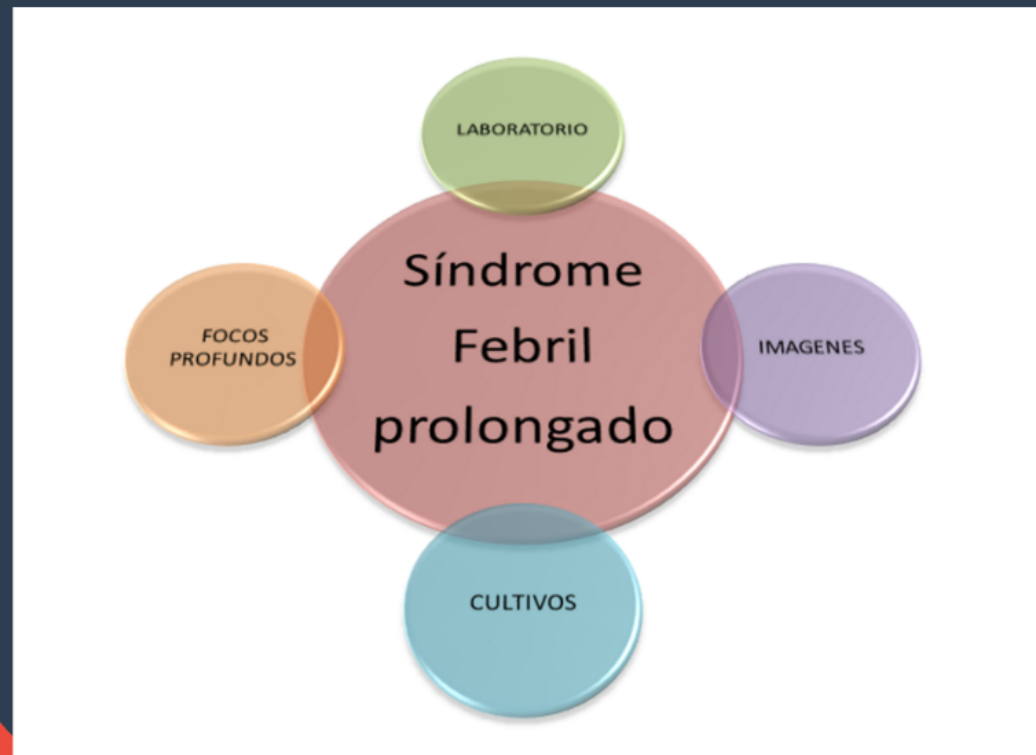 LABORATORIO
Síndrome
Febril
prolongado
FOCOS
PROFUNDOS
IMAGENES
CULTIVOS